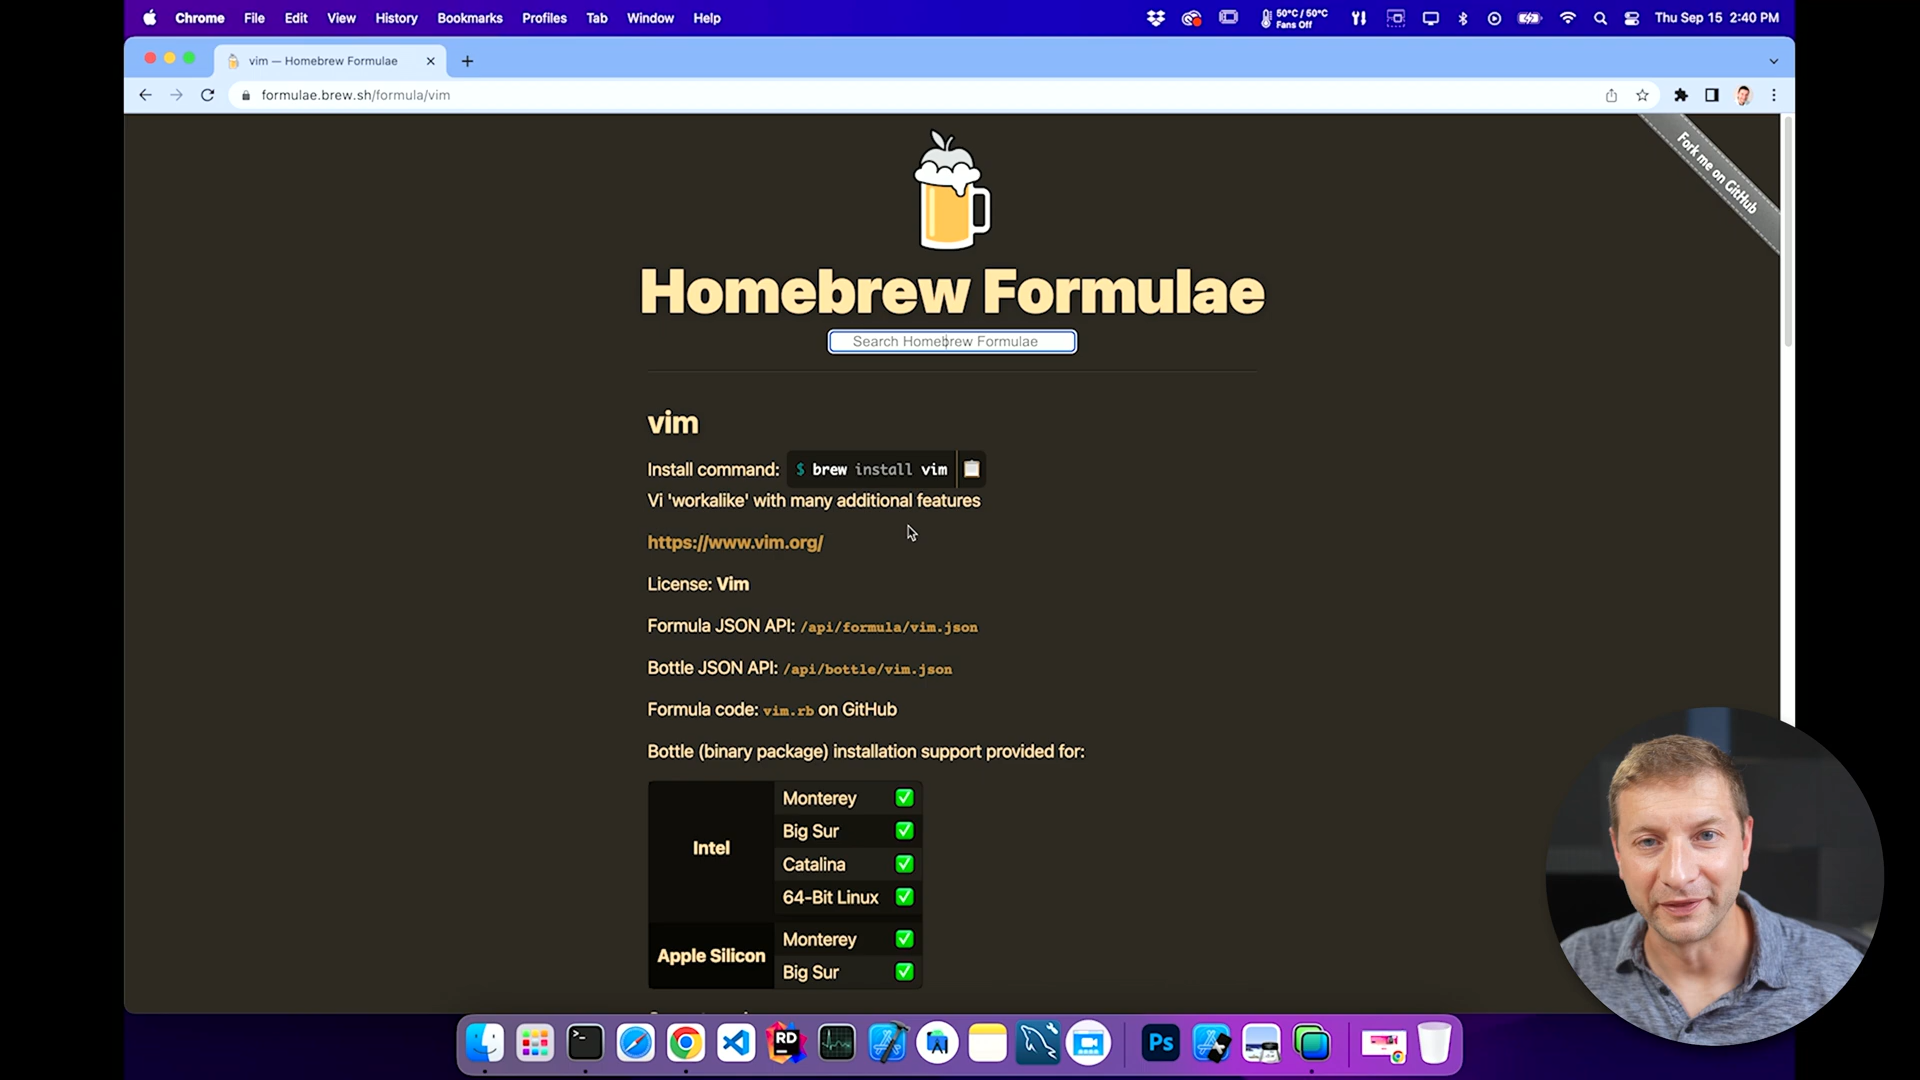 Chrome File Edit View History Bookmarks Profiles Tab Window Help
50°C / 50°C
Fans Off
Thu Sep 15 2:40 PM
vim — Homebrew Formulae
formulae.brew.sh/formula/vim
Fork me on GitHub
Homebrew Formulae
Search Homebrew Formulae
vim
Install command: $ brew install vim
Vi 'workalike' with many additional features
https://www.vim.org/
License: Vim
Formula JSON API: /api/formula/vim.json
Bottle JSON API: /api/bottle/vim.json
Formula code: vim.rb on GitHub
Bottle (binary package) installation support provided for:
Intel
Monterey
Big Sur
Catalina
64-Bit Linux
Apple Silicon
Monterey
Big Sur
>_
RD
Ps